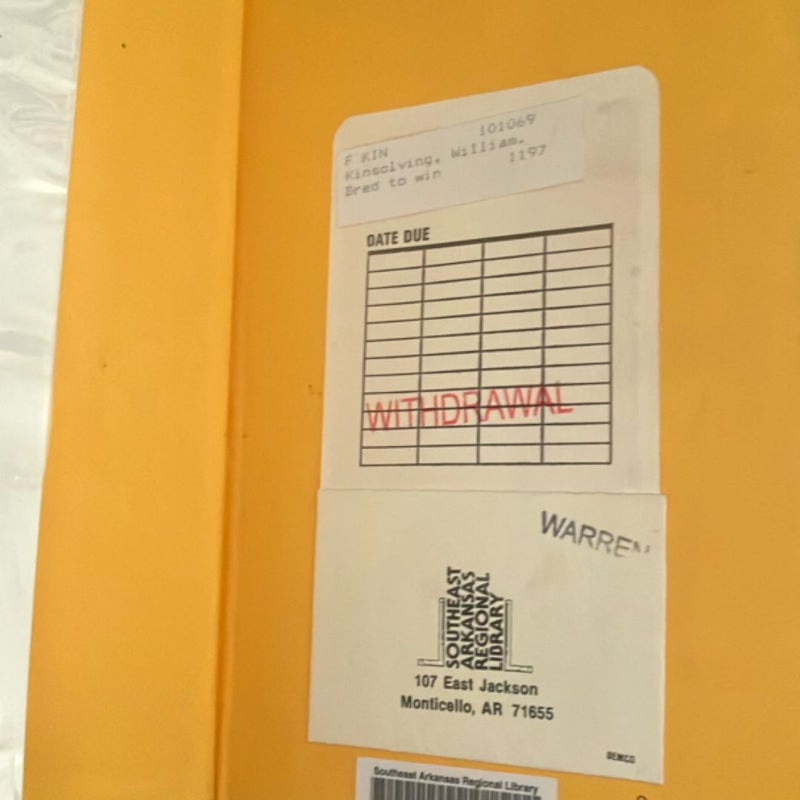 F KIN 101069
Kinsolving, William.
Bred to win 1197
DATE DUE
WITHDRAWAL
WARREN
SOUTHEAST
ARKANSAS
REGIONAL
LIBRARY
107 East Jackson
Monticello, AR 71655
DEMCO
Southeast Arkansas Regional Library